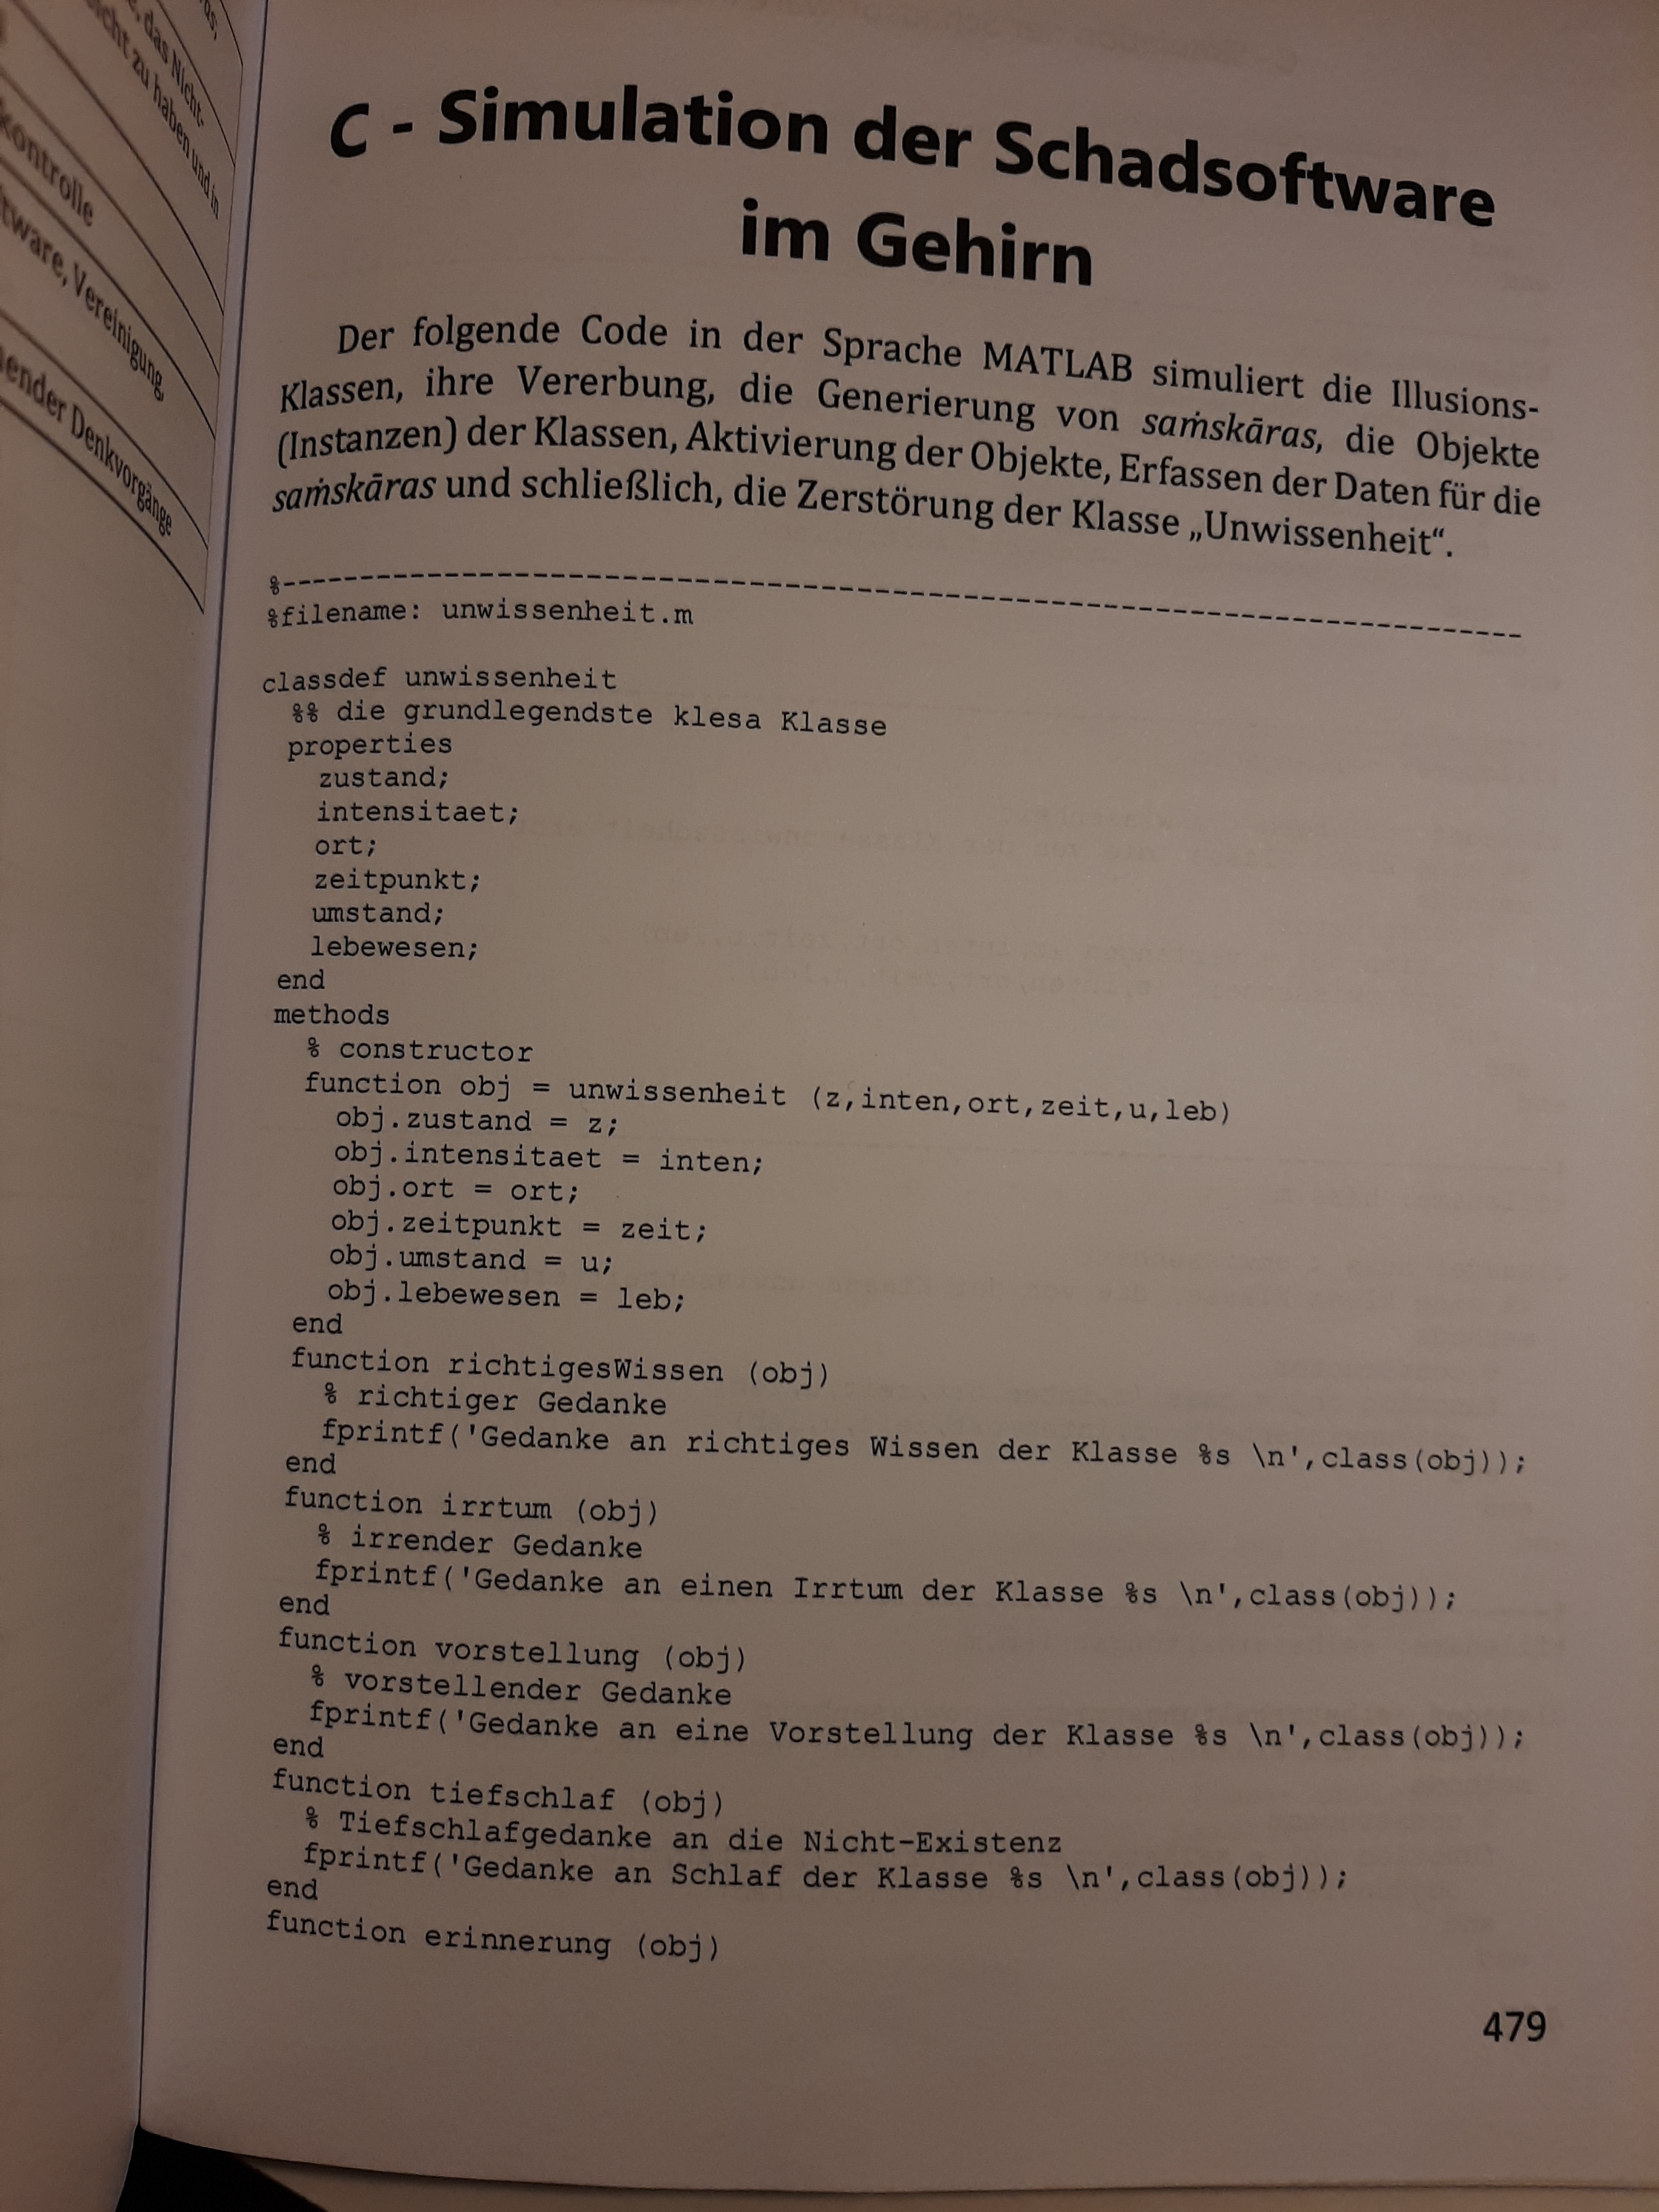 das Nicht-
zu haben und in
kontrolle
Vereinigung,
Denkvorgänge
C - Simulation der Schadsoftware
im Gehirn
Der folgende Code in der Sprache MATLAB simuliert die Illusions-
Klassen, ihre Vererbung, die Generierung von saṁskāras, die Objekte
(Instanzen) der Klassen, Aktivierung der Objekte, Erfassen der Daten für die
saṁskāras und schließlich, die Zerstörung der Klasse „Unwissenheit“.
%--------------------------------------------------------------------------------
%filename: unwissenheit.m
classdef unwissenheit
%% die grundlegendste klesa Klasse
properties
zustand;
intensitaet;
ort;
zeitpunkt;
umstand;
lebewesen;
end
methods
% constructor
function obj = unwissenheit (z,inten,ort,zeit,u,leb)
obj.zustand = z;
obj.intensitaet = inten;
obj.ort = ort;
obj.zeitpunkt = zeit;
obj.umstand = u;
obj.lebewesen = leb;
end
function richtigesWissen (obj)
% richtiger Gedanke
fprintf('Gedanke an richtiges Wissen der Klasse %s \n',class(obj));
end
function irrtum (obj)
% irrender Gedanke
fprintf('Gedanke an einen Irrtum der Klasse %s \n',class(obj));
end
function vorstellung (obj)
% vorstellender Gedanke
fprintf('Gedanke an eine Vorstellung der Klasse %s \n',class(obj));
end
function tiefschlaf (obj)
% Tiefschlafgedanke an die Nicht-Existenz
fprintf('Gedanke an Schlaf der Klasse %s \n',class(obj));
end
function erinnerung (obj)
479